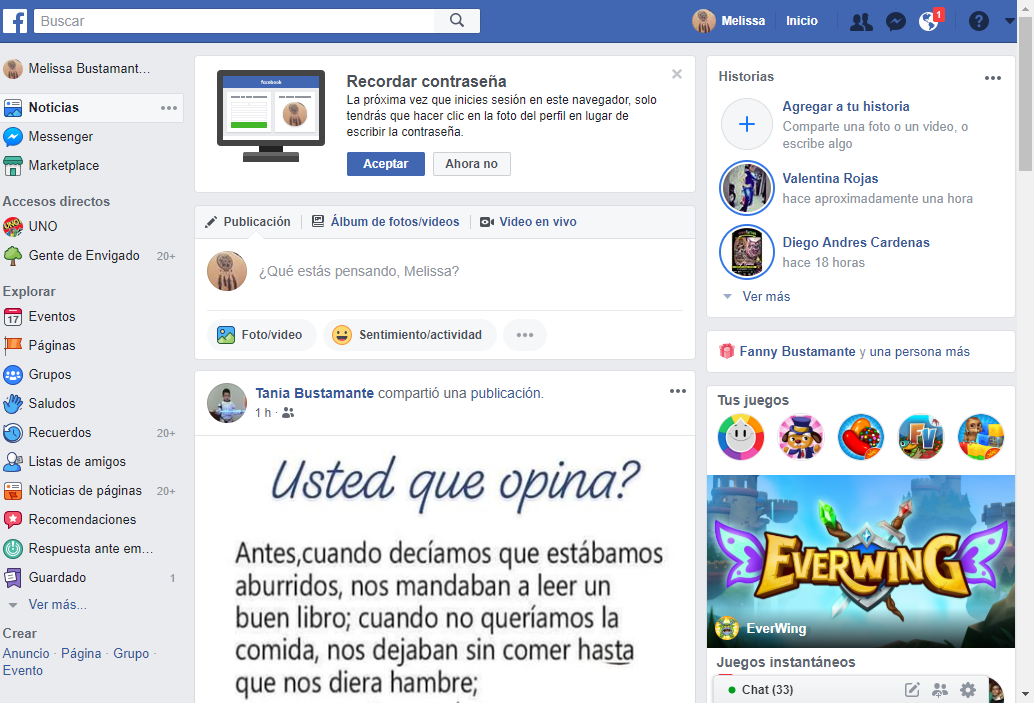 Buscar
Melissa
Inicio
1
Melissa Bustamant...
Noticias
Messenger
Marketplace
Accesos directos
UNO
Gente de Envigado 20+
Explorar
Eventos
Páginas
Grupos
Saludos
Recuerdos 20+
Listas de amigos
Noticias de páginas 20+
Recomendaciones
Respuesta ante em...
Guardado 1
Ver más...
Crear
Anuncio · Página · Grupo ·
Evento
facebook
Recordar contraseña
La próxima vez que inicies sesión en este navegador, solo
tendrás que hacer clic en la foto del perfil en lugar de
escribir la contraseña.
Aceptar
Ahora no
Publicación
Álbum de fotos/videos
Video en vivo
¿Qué estás pensando, Melissa?
Foto/video
Sentimiento/actividad
Tania Bustamante compartió una publicación.
1 h ·
Usted que opina?
Antes,cuando decíamos que estábamos
aburridos, nos mandaban a leer un
buen libro; cuando no queríamos la
comida, nos dejaban sin comer hasta
que nos diera hambre;
Historias
Agregar a tu historia
Comparte una foto o un video, o
escribe algo
Valentina Rojas
hace aproximadamente una hora
Diego Andres Cardenas
hace 18 horas
Ver más
Fanny Bustamante y una persona más
Tus juegos
FV
EVERWING
EverWing
Juegos instantáneos
Chat (33)